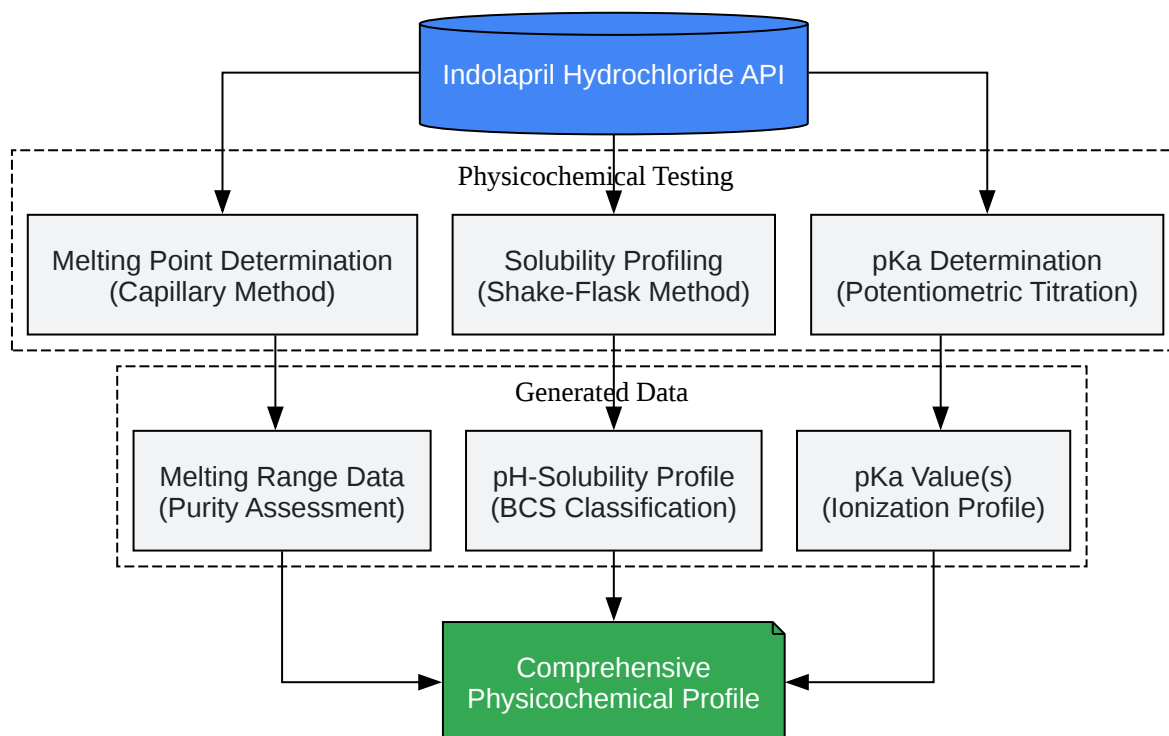 Indolapril Hydrochloride API
Physicochemical Testing
Melting Point Determination
(Capillary Method)
Solubility Profiling
(Shake-Flask Method)
pKa Determination
(Potentiometric Titration)
Generated Data
Melting Range Data
(Purity Assessment)
pH-Solubility Profile
(BCS Classification)
pKa Value(s)
(Ionization Profile)
Comprehensive
Physicochemical Profile